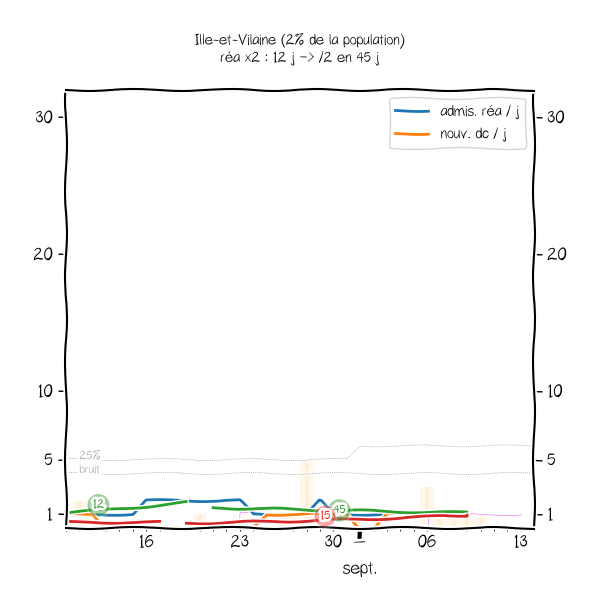 Ille-et-Vilaine (2% de la population)
réa x2 : 12 j -> /2 en 45 j
admis. réa / j
nouv. dc / j
30 30
20 20
10 10
5 5
1 1
25%
bruit
12
15
45
16 23 30 06 13
sept.